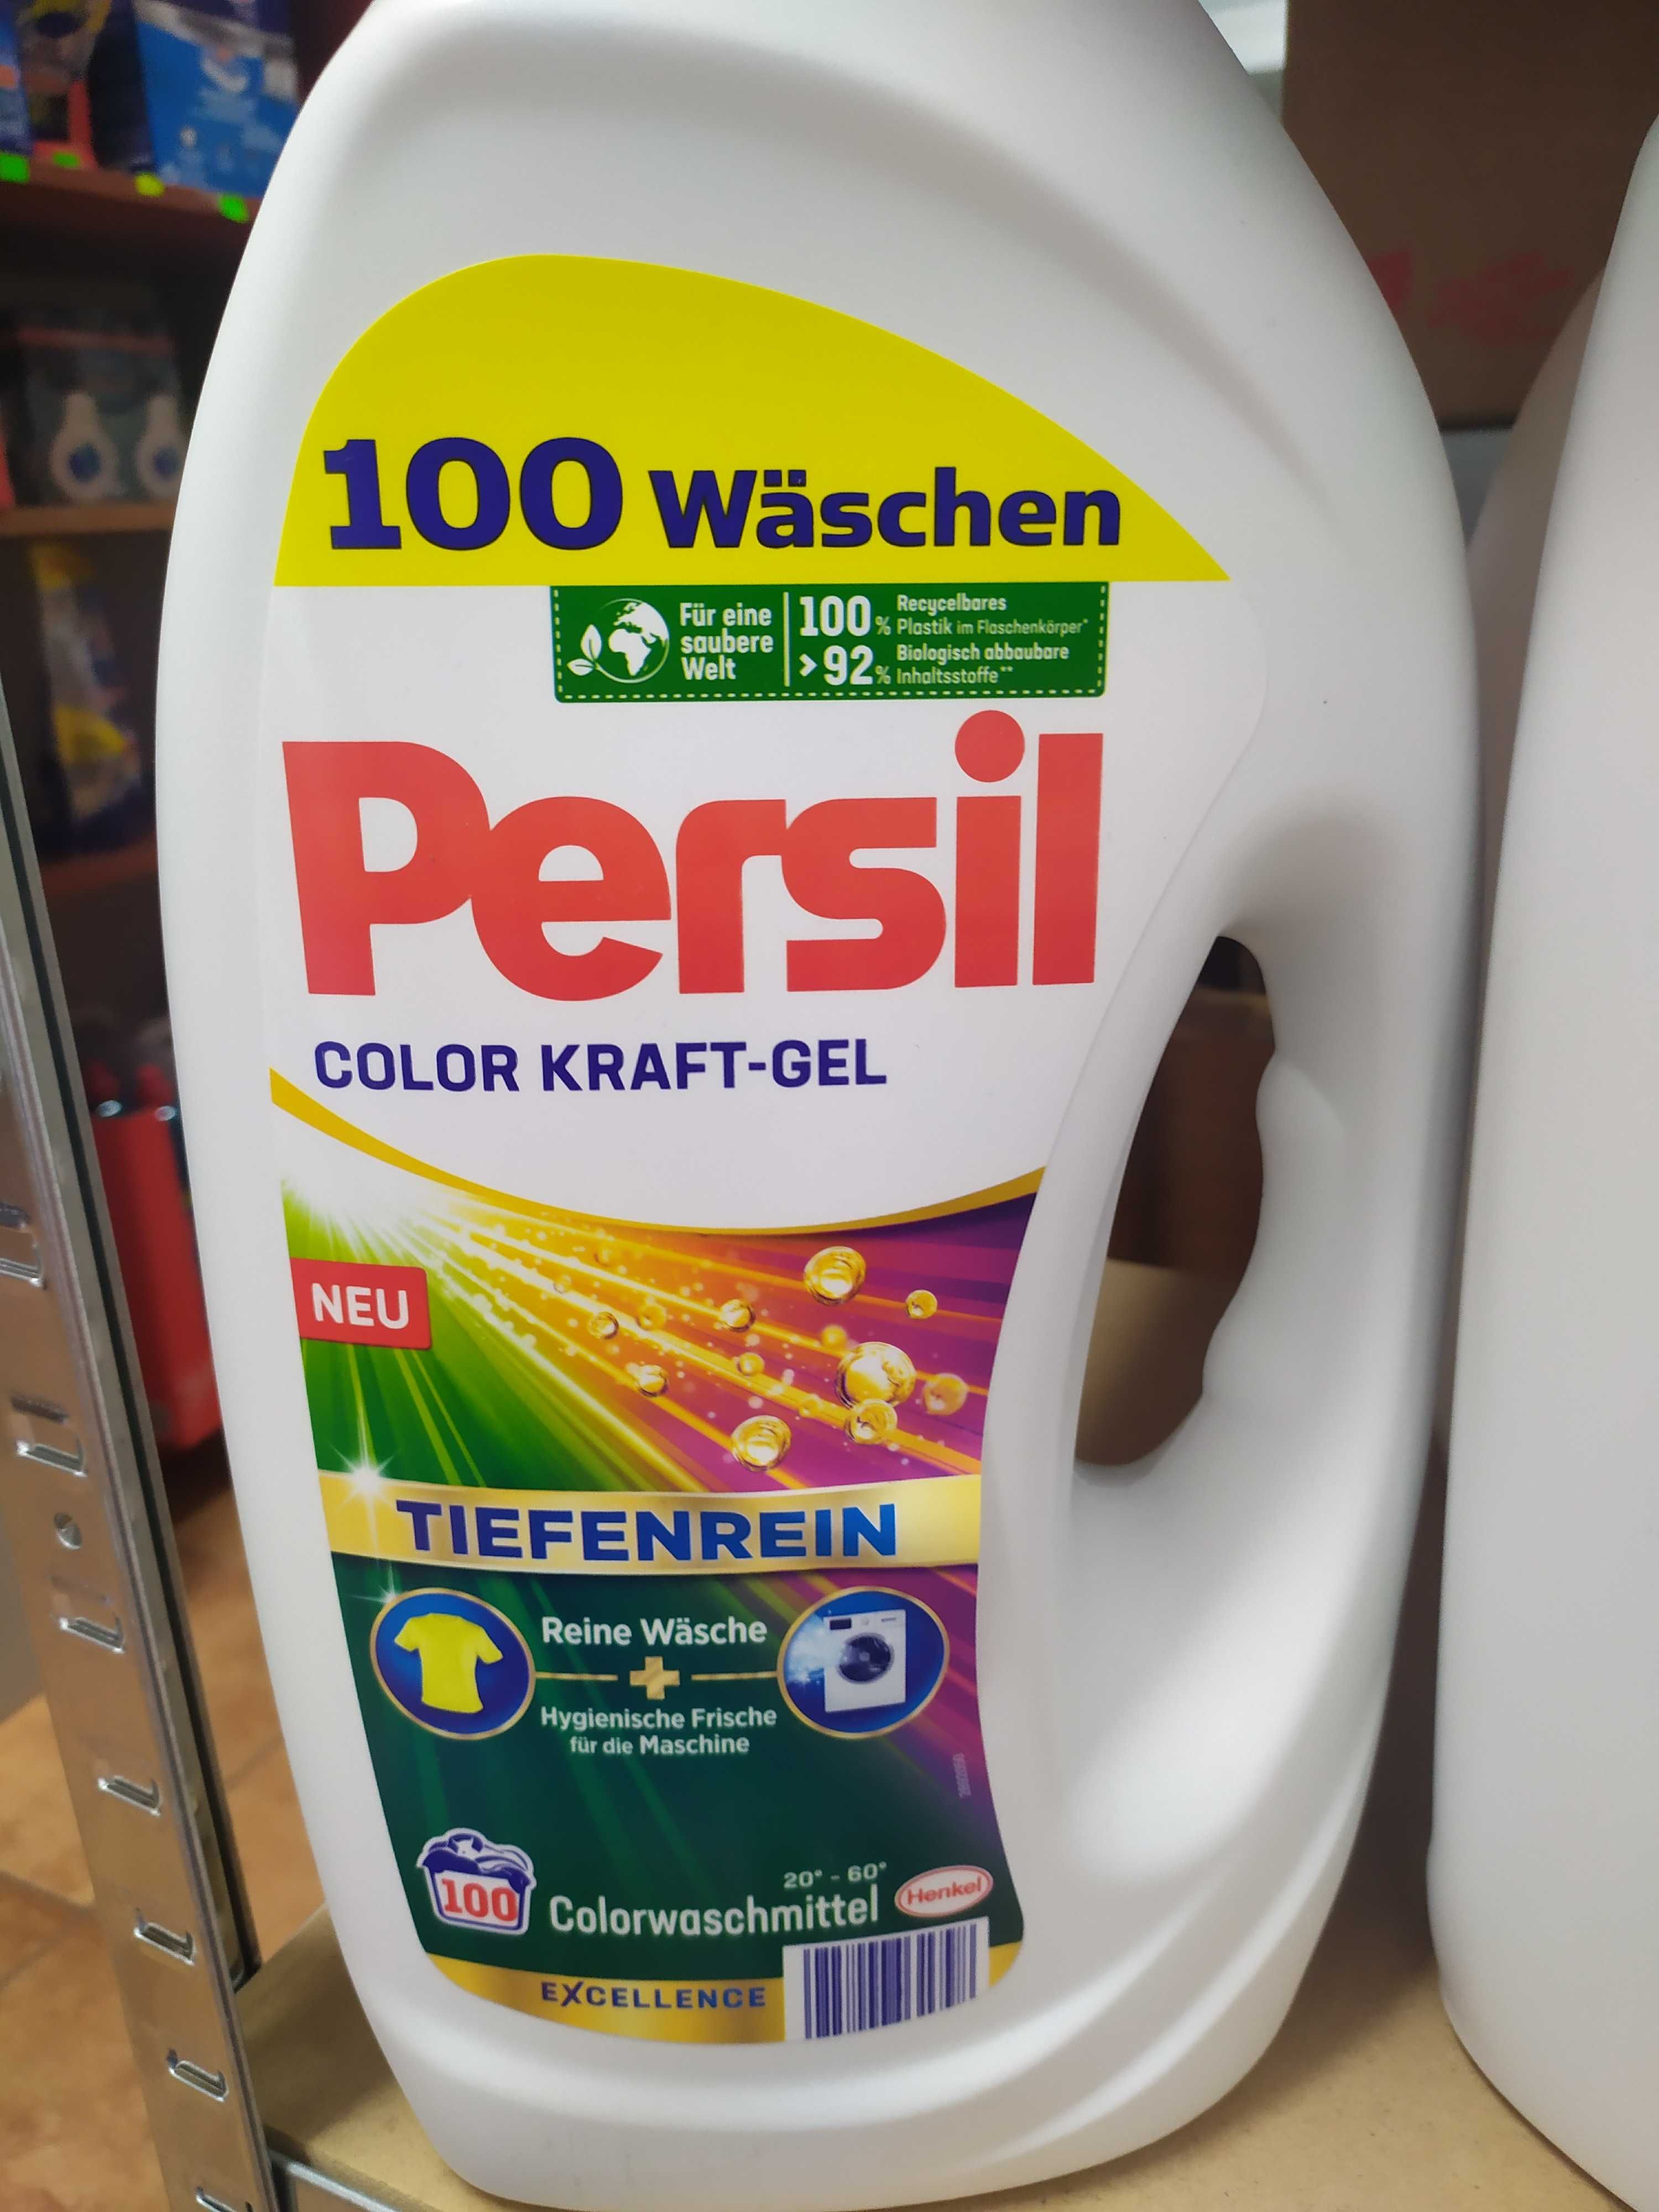 100 Wäschen
Für eine
saubere
Welt
100% Recycelbares
Plastik im Flaschenkörper*
>92% Biologisch abbaubare
Inhaltsstoffe**
Persil
COLOR KRAFT-GEL
NEU
TIEFENREIN
Reine Wäsche
+
Hygienische Frische
für die Maschine
100
20° - 60°
Colorwaschmittel
Henkel
EXCELLENCE